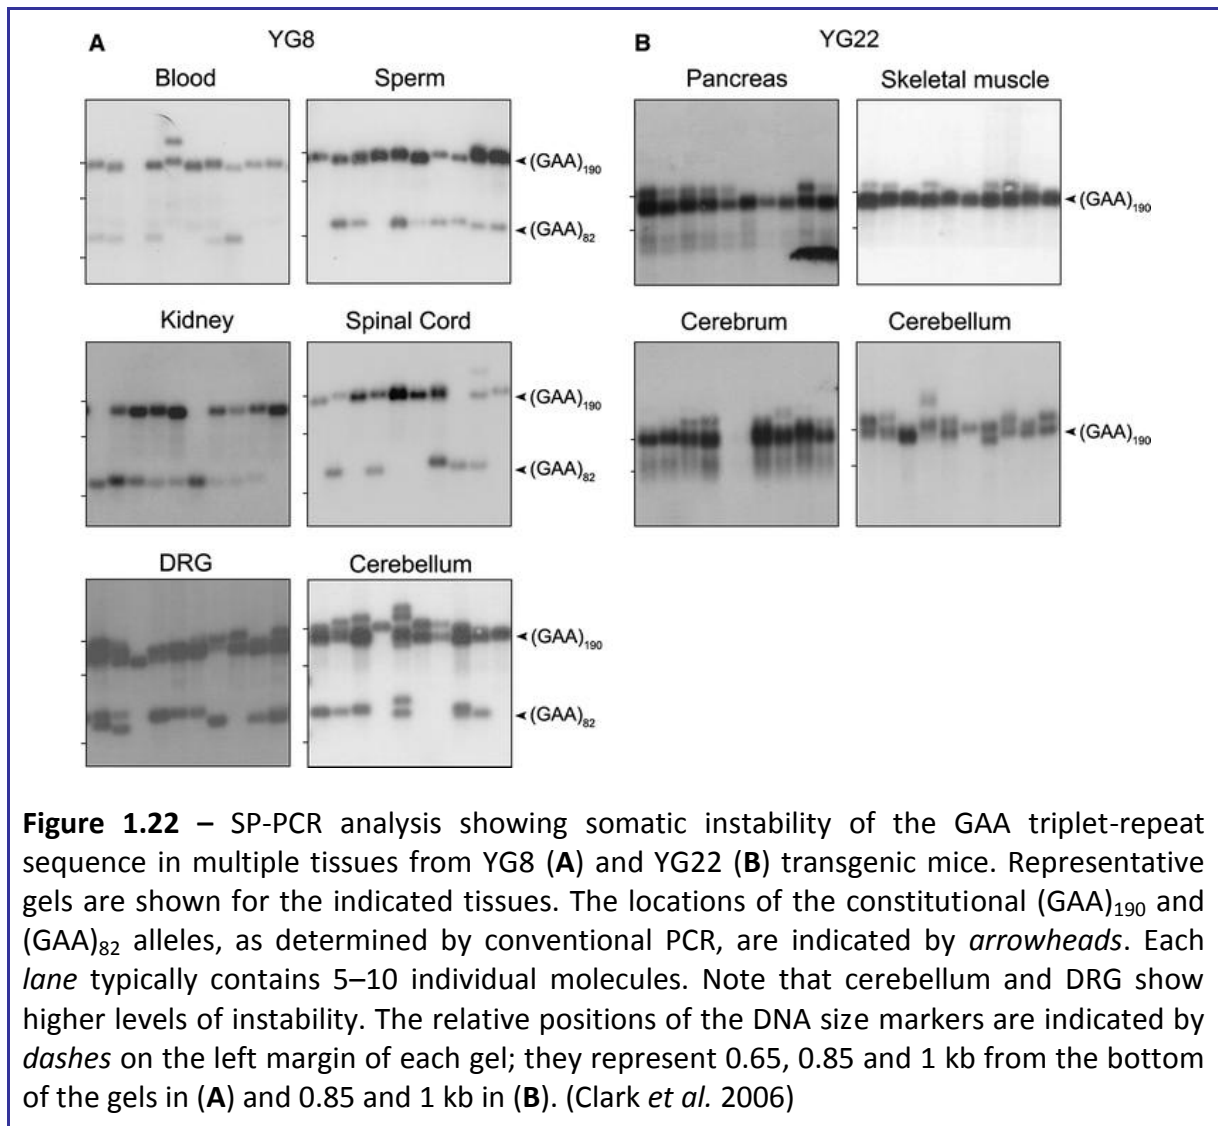 A YG8
B YG22
Blood Sperm
Pancreas Skeletal muscle
(GAA)190
(GAA)82
(GAA)190
Kidney Spinal Cord
Cerebrum Cerebellum
(GAA)190
(GAA)82
(GAA)190
DRG Cerebellum
(GAA)190
(GAA)82
Figure 1.22 – SP-PCR analysis showing somatic instability of the GAA triplet-repeat
sequence in multiple tissues from YG8 (A) and YG22 (B) transgenic mice. Representative
gels are shown for the indicated tissues. The locations of the constitutional (GAA)190 and
(GAA)82 alleles, as determined by conventional PCR, are indicated by arrowheads. Each
lane typically contains 5–10 individual molecules. Note that cerebellum and DRG show
higher levels of instability. The relative positions of the DNA size markers are indicated by
dashes on the left margin of each gel; they represent 0.65, 0.85 and 1 kb from the bottom
of the gels in (A) and 0.85 and 1 kb in (B). (Clark et al. 2006)